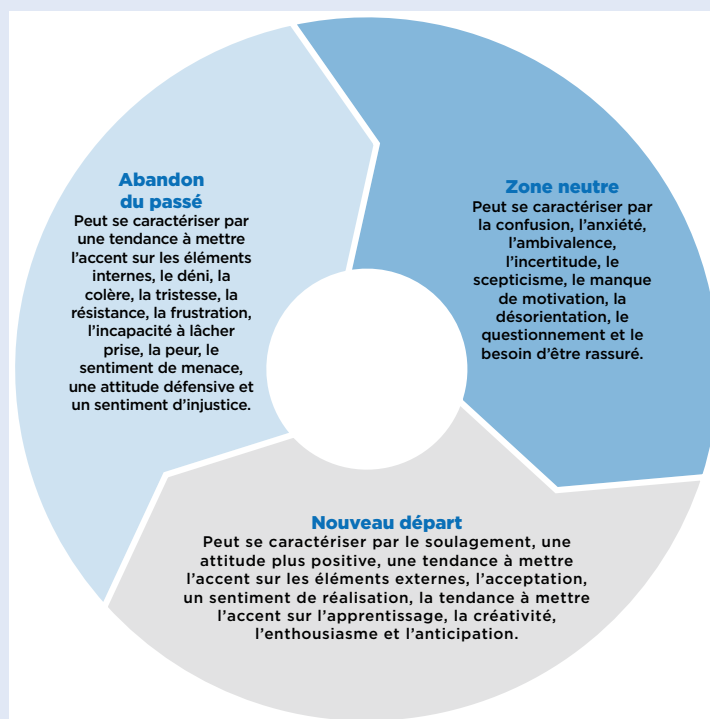 Abandon
du passé
Peut se caractériser par
une tendance à mettre
l'accent sur les éléments
internes, le déni, la
colère, la tristesse, la
résistance, la frustration,
l'incapacité à lâcher
prise, la peur, le
sentiment de menace,
une attitude défensive et
un sentiment d'injustice.
Zone neutre
Peut se caractériser par
la confusion, l'anxiété,
l'ambivalence,
l'incertitude, le
scepticisme, le manque
de motivation, la
désorientation, le
questionnement et le
besoin d'être rassuré.
Nouveau départ
Peut se caractériser par le soulagement, une
attitude plus positive, une tendance à mettre
l'accent sur les éléments externes, l'acceptation,
un sentiment de réalisation, la tendance à mettre
l'accent sur l'apprentissage, la créativité,
l'enthousiasme et l'anticipation.